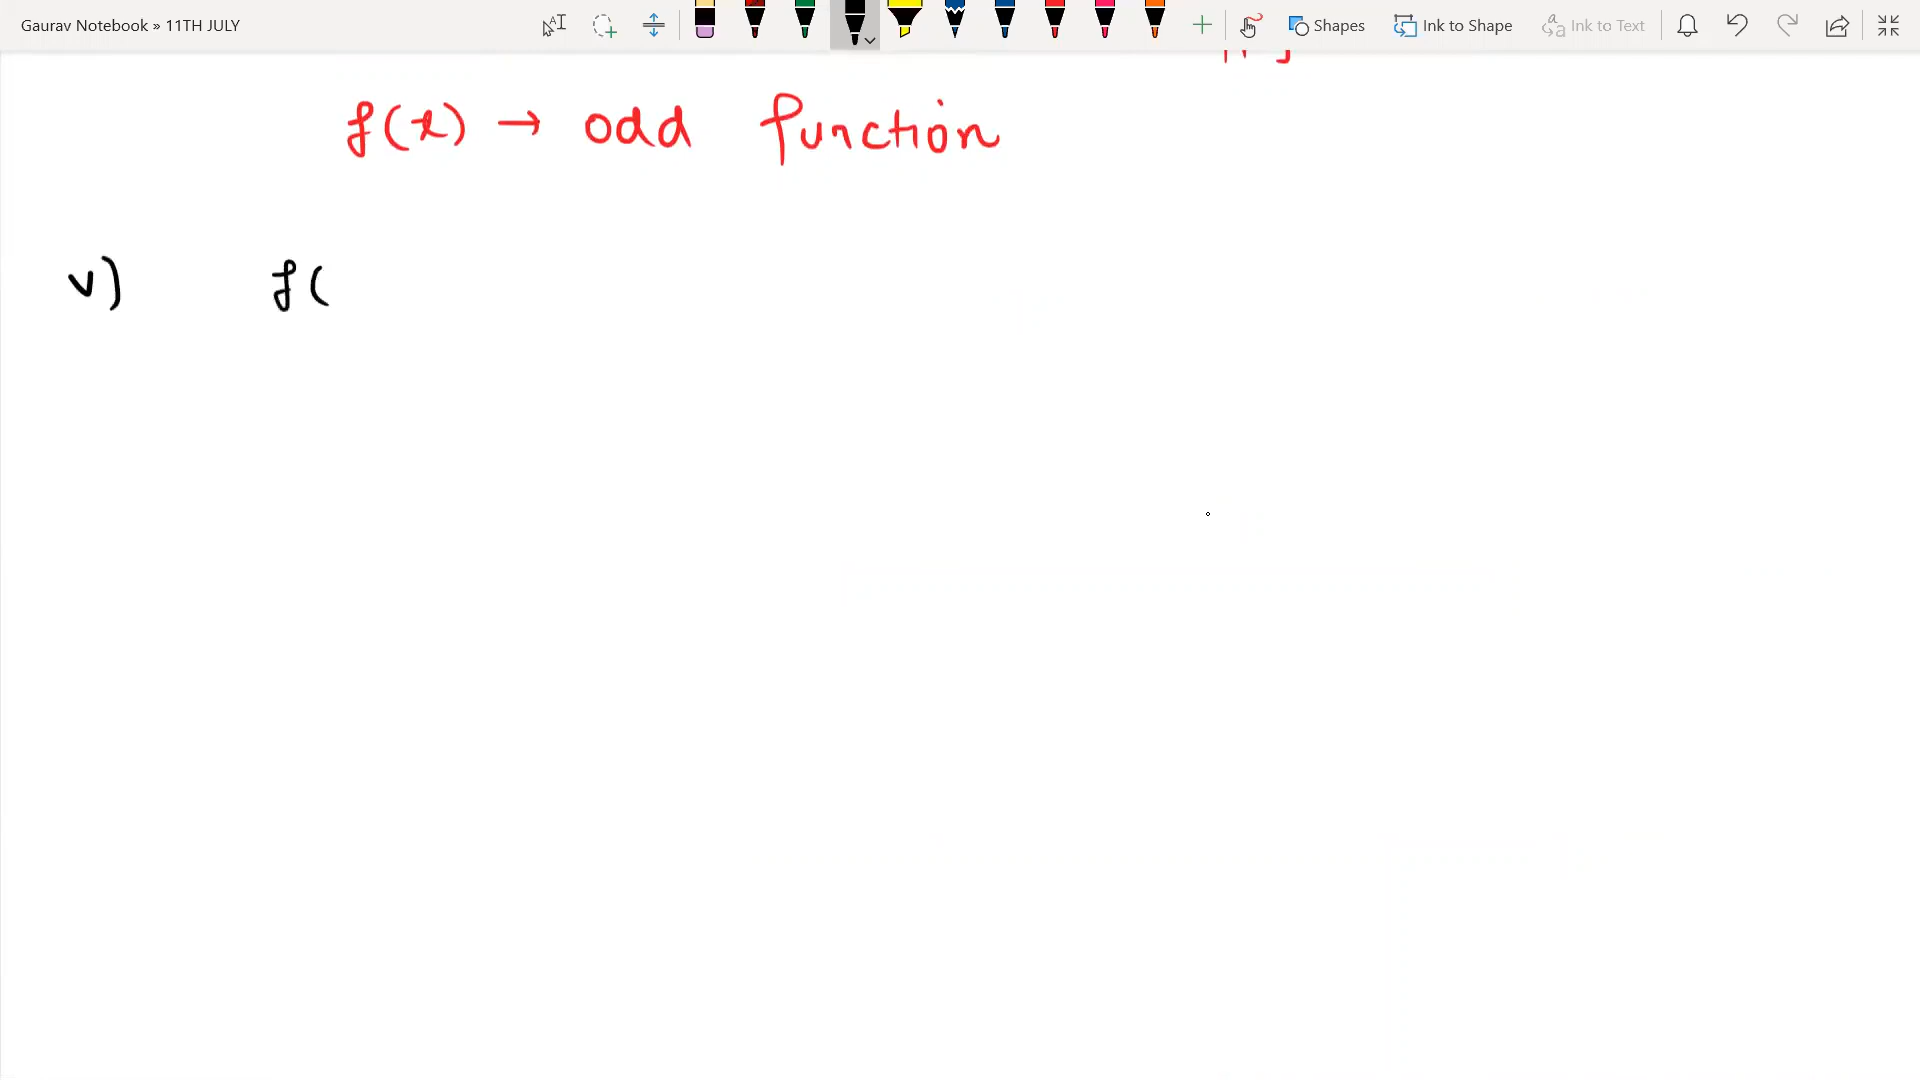 Gaurav Notebook » 11TH JULY Shapes Ink to Shape Ink to Text
f(x) → odd function
v) f(